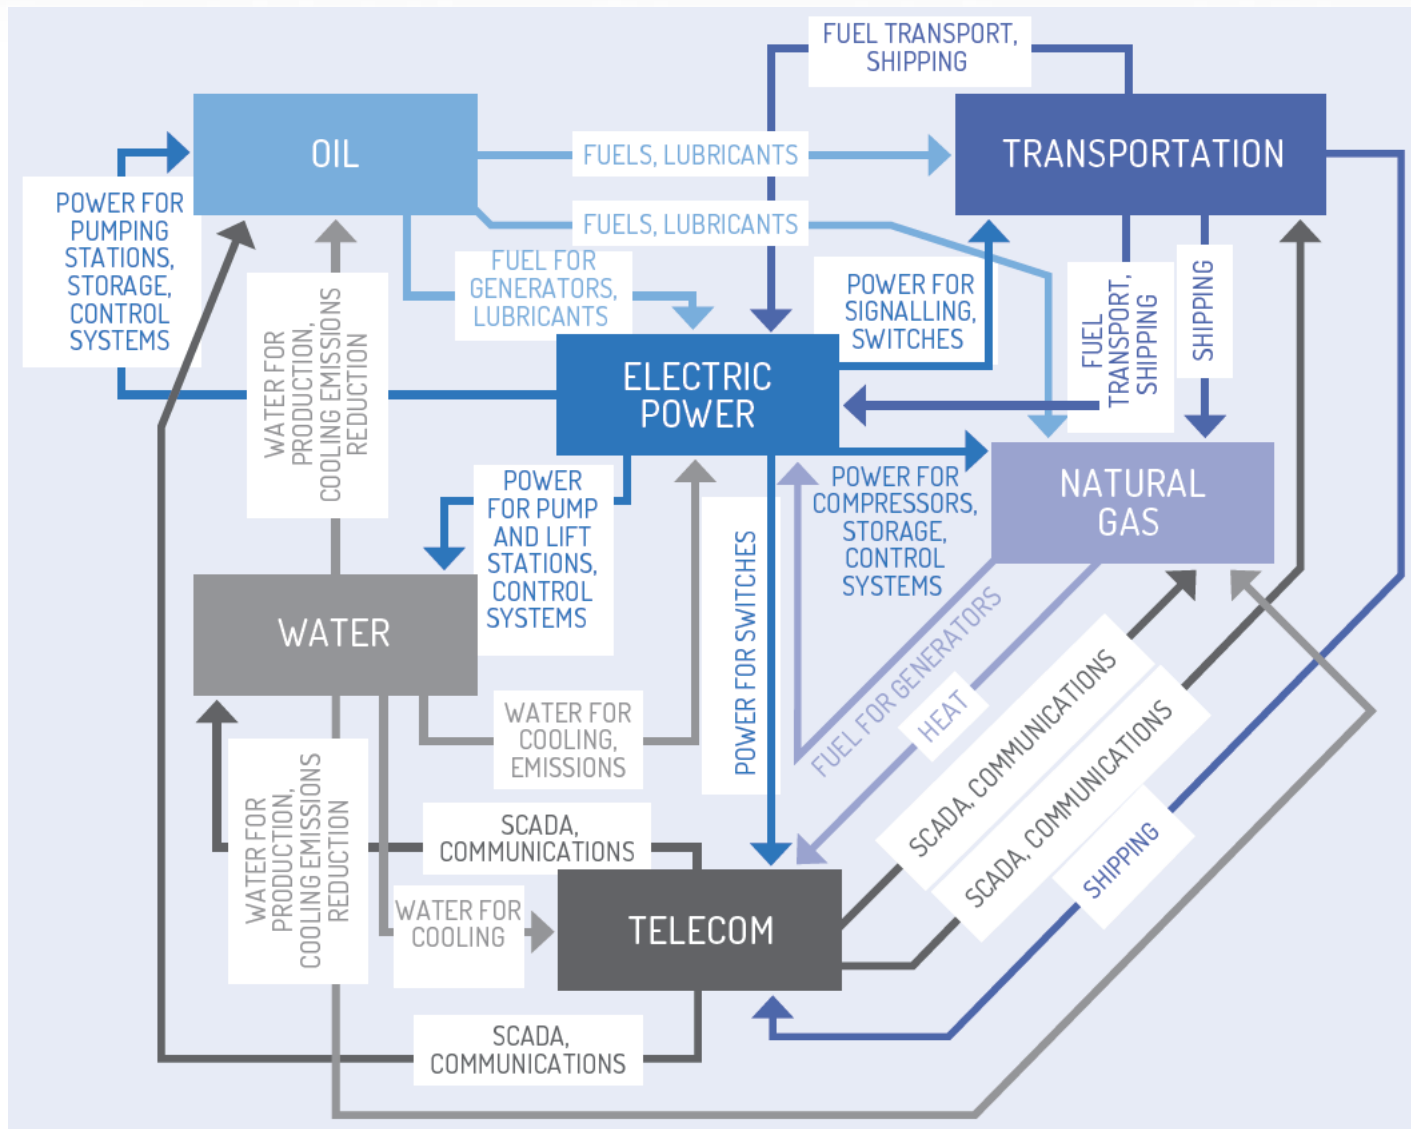 FUEL TRANSPORT,
SHIPPING
OIL
FUELS, LUBRICANTS
TRANSPORTATION
POWER FOR
PUMPING
STATIONS,
STORAGE,
CONTROL
SYSTEMS
FUELS, LUBRICANTS
FUEL FOR
GENERATORS,
LUBRICANTS
POWER FOR
SIGNALLING,
SWITCHES
FUEL
TRANSPORT,
SHIPPING
SHIPPING
WATER FOR
PRODUCTION,
COOLING EMISSIONS
REDUCTION
ELECTRIC
POWER
POWER
FOR PUMP
AND LIFT
STATIONS,
CONTROL
SYSTEMS
POWER FOR
COMPRESSORS,
STORAGE,
CONTROL
SYSTEMS
NATURAL
GAS
WATER
POWER FOR SWITCHES
FUEL FOR GENERATORS
HEAT
WATER FOR
COOLING,
EMISSIONS
SCADA, COMMUNICATIONS
SCADA, COMMUNICATIONS
SHIPPING
WATER FOR
PRODUCTION,
COOLING EMISSIONS
REDUCTION
SCADA,
COMMUNICATIONS
WATER FOR
COOLING
TELECOM
SCADA,
COMMUNICATIONS